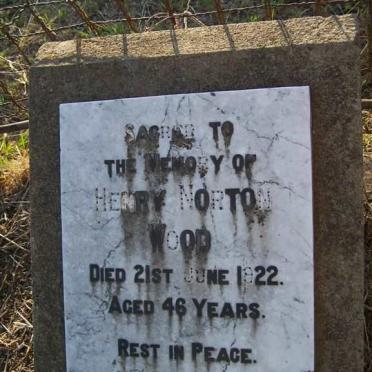 Sacred to
the Memory of
Henry Norton
Wood
Died 21st June 1922.
Aged 46 Years.
Rest in Peace.